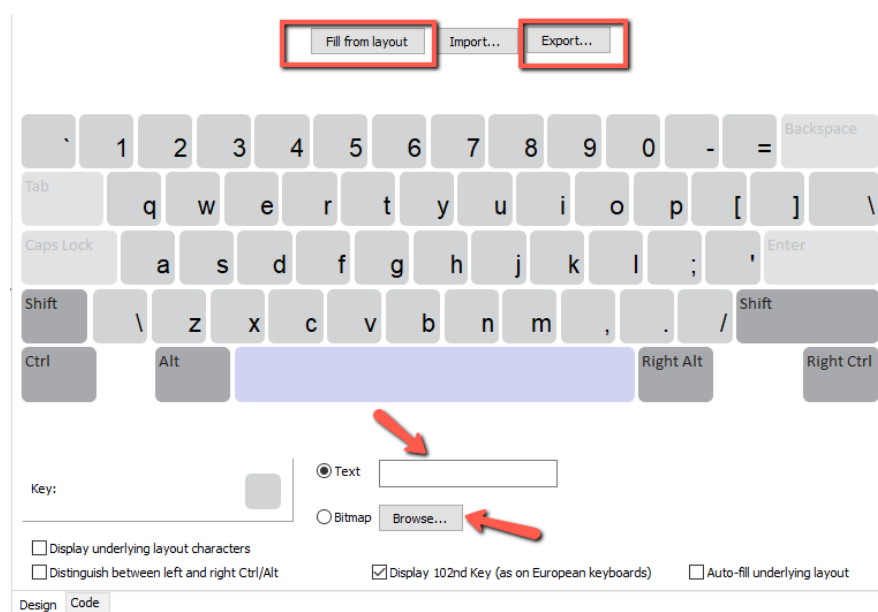 Fill from layout Import... Export...
` 1 2 3 4 5 6 7 8 9 0 - = Backspace
Tab q w e r t y u i o p [ ] \
Caps Lock a s d f g h j k l ; ' Enter
Shift \ z x c v b n m , . / Shift
Ctrl Alt Right Alt Right Ctrl
Text
Key:
Bitmap Browse...
Display underlying layout characters
Distinguish between left and right Ctrl/Alt Display 102nd Key (as on European keyboards) Auto-fill underlying layout
Design Code